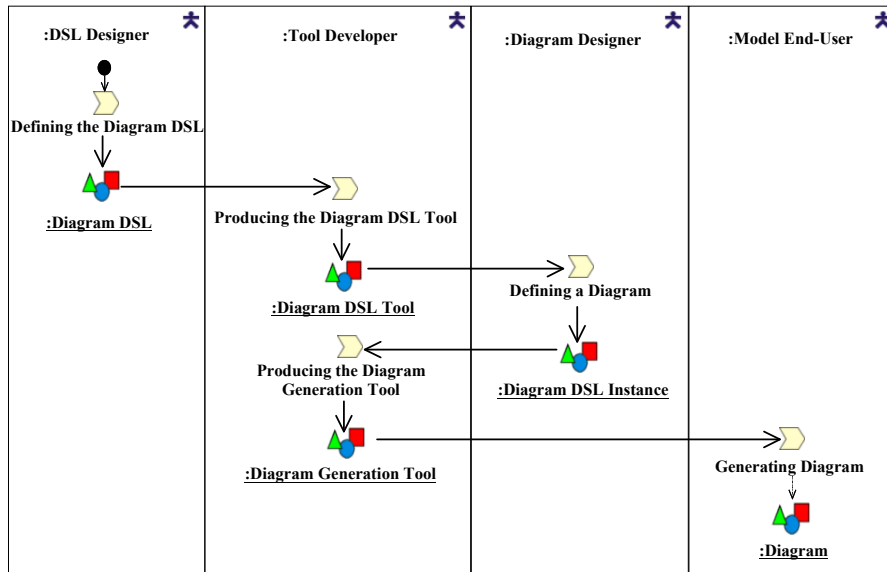 :DSL Designer
:Tool Developer
:Diagram Designer
:Model End-User
Defining the Diagram DSL
:Diagram DSL
Producing the Diagram DSL Tool
:Diagram DSL Tool
Defining a Diagram
:Diagram DSL Instance
Producing the Diagram
Generation Tool
:Diagram Generation Tool
Generating Diagram
:Diagram